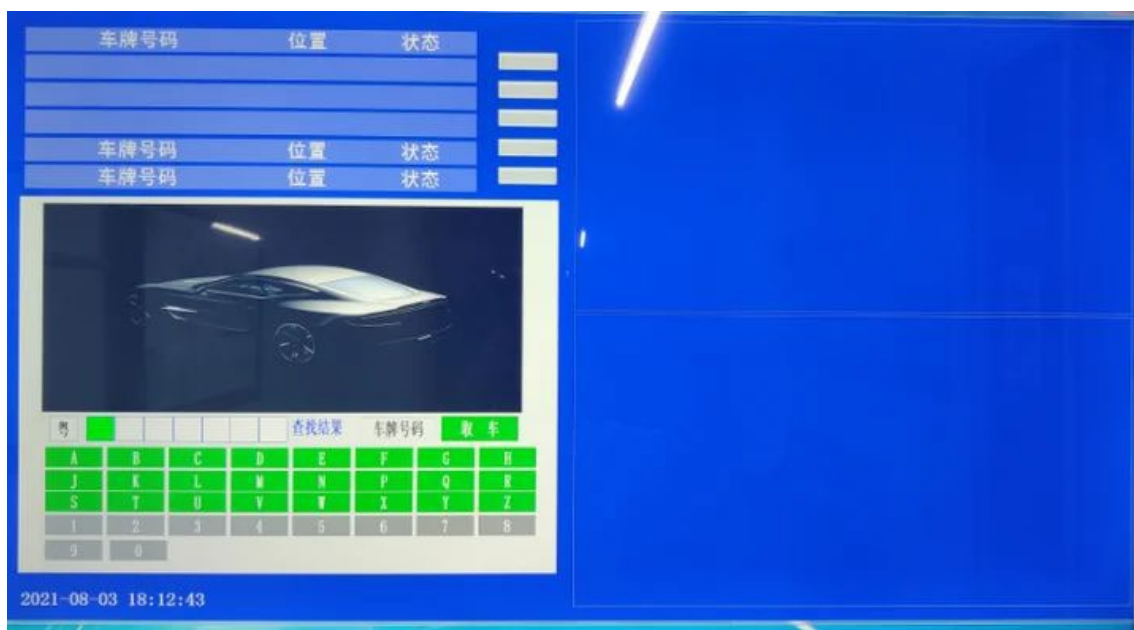 车牌号码 位置 状态
车牌号码 位置 状态
车牌号码 位置 状态
粤 查找结果 车牌号码 取 车
A B C D E F G H
J K L M N P Q R
S T U V W X Y Z
1 2 3 4 5 6 7 8
9 0
2021-08-03 18:12:43